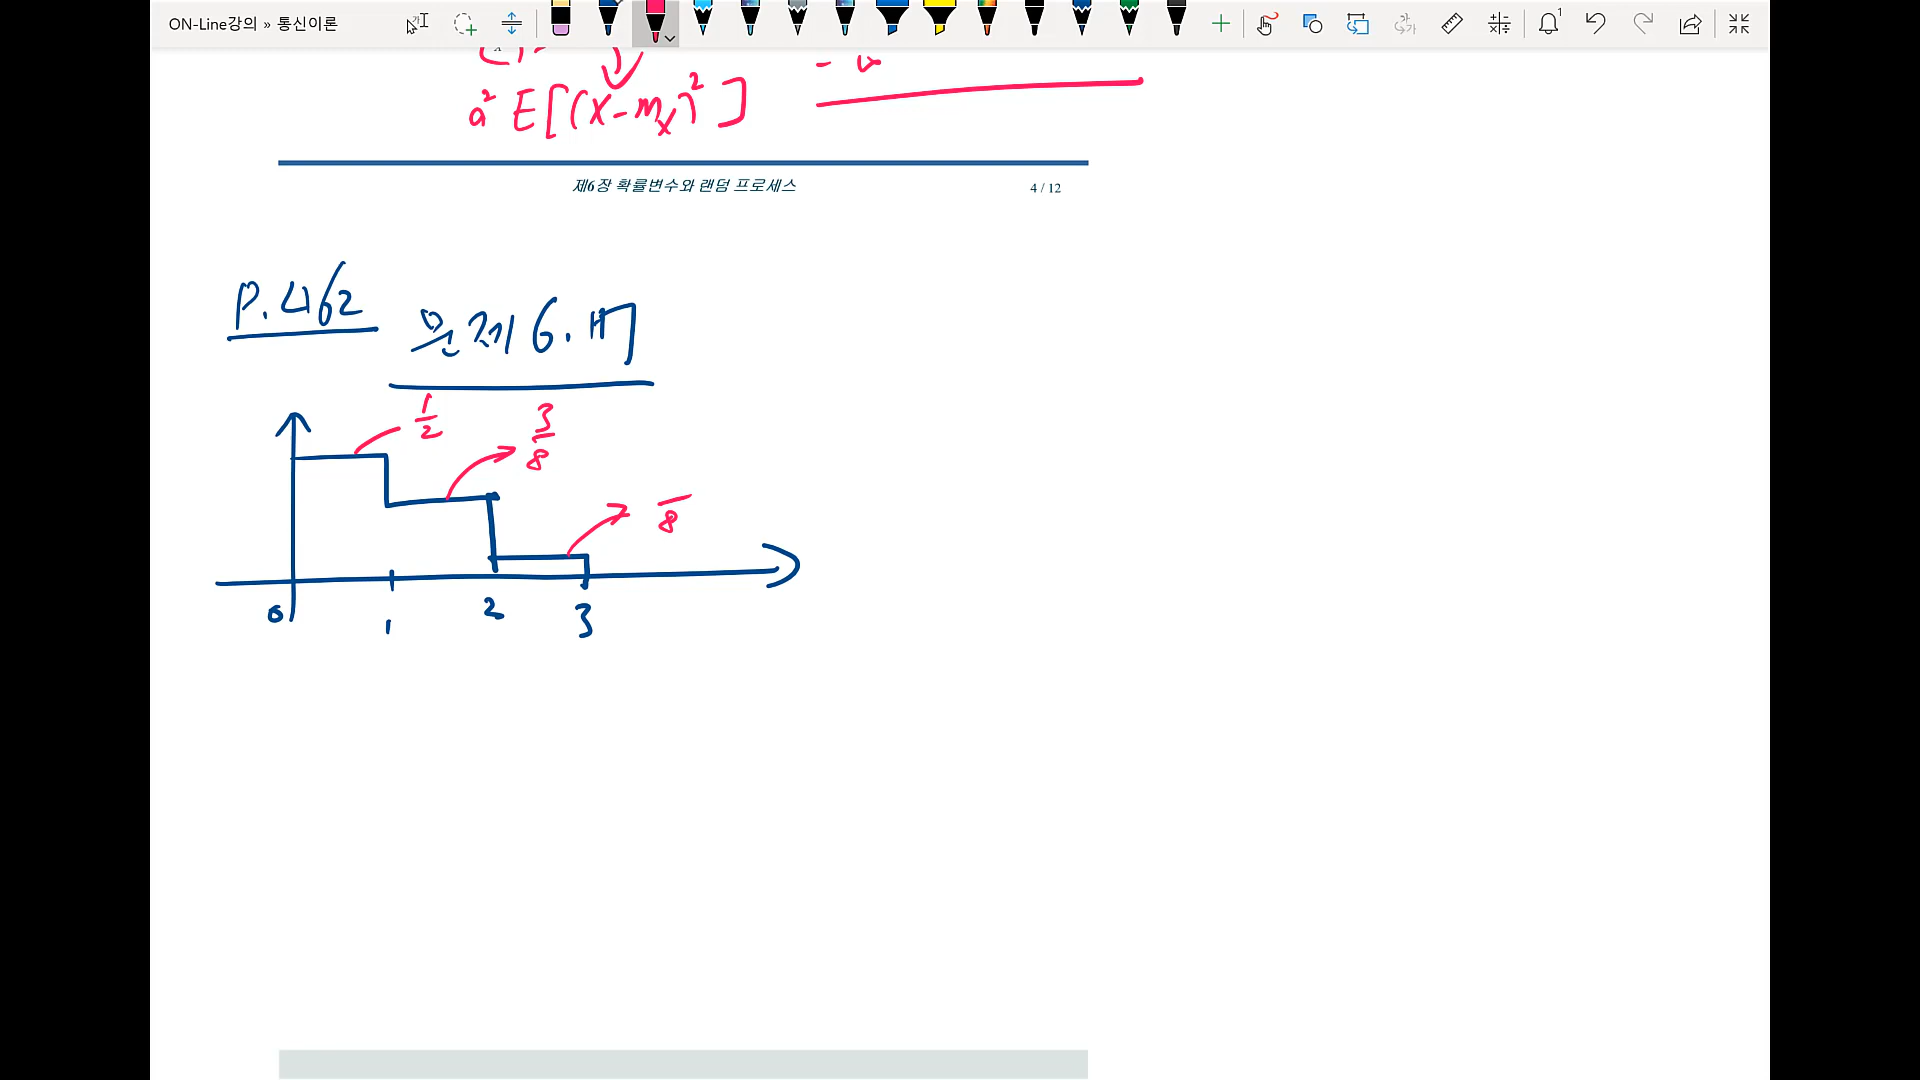 ON-Line강의 » 통신이론
1
a² E[(X-mx)²]
제6장 확률변수와 랜덤 프로세스
4 / 12
P.462
문제 6.17
1/2
3/8
8
0 1 2 3